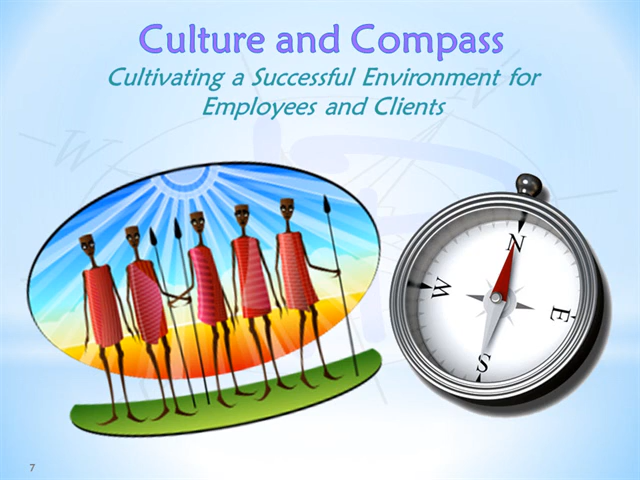 Culture and Compass
Cultivating a Successful Environment for
Employees and Clients
N
W
E
S
W
N
7